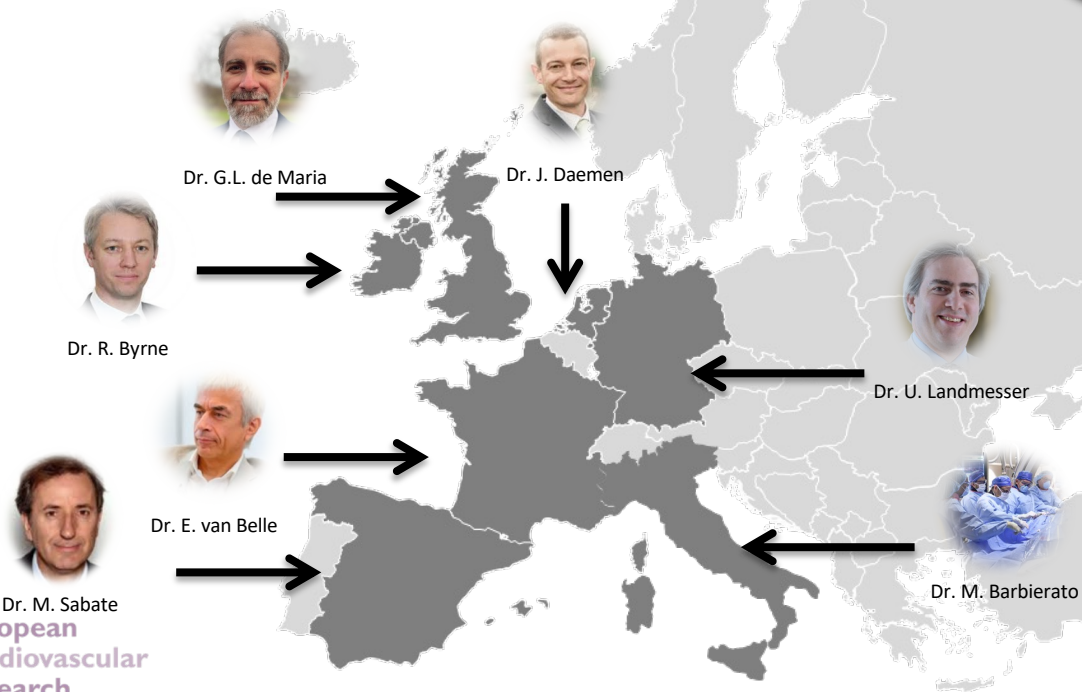 Dr. G.L. de Maria
Dr. J. Daemen
Dr. R. Byrne
Dr. U. Landmesser
Dr. E. van Belle
Dr. M. Barbierato
Dr. M. Sabate
opean
diovascular
earch